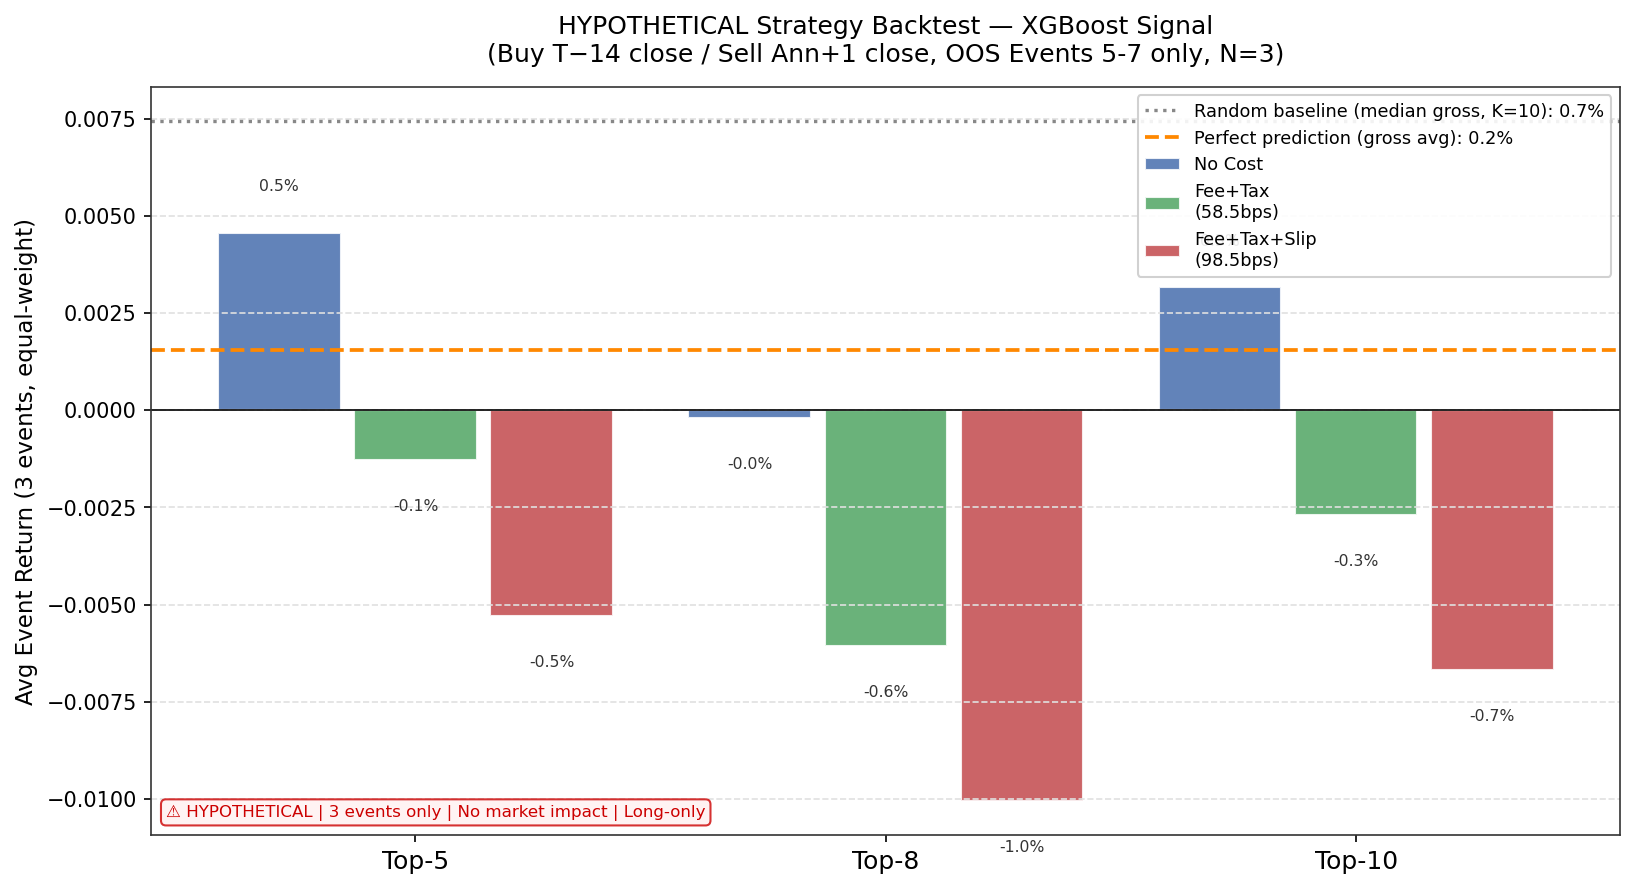 HYPOTHETICAL Strategy Backtest — XGBoost Signal
(Buy T−14 close / Sell Ann+1 close, OOS Events 5-7 only, N=3)
Avg Event Return (3 events, equal-weight)
0.0075
0.0050
0.0025
0.0000
−0.0025
−0.0050
−0.0075
−0.0100
Random baseline (median gross, K=10): 0.7%
Perfect prediction (gross avg): 0.2%
No Cost
Fee+Tax
(58.5bps)
Fee+Tax+Slip
(98.5bps)
0.5%
-0.1%
-0.5%
-0.0%
-0.6%
-1.0%
-0.3%
-0.7%
⚠ HYPOTHETICAL | 3 events only | No market impact | Long-only
Top-5
Top-8
Top-10